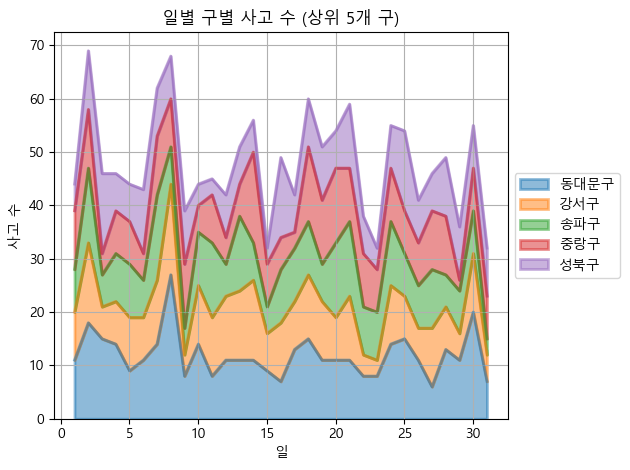 일별 구별 사고 수 (상위 5개 구)
사고 수
70
60
50
40
30
20
10
0
0 5 10 15 20 25 30
일
동대문구
강서구
송파구
중랑구
성북구